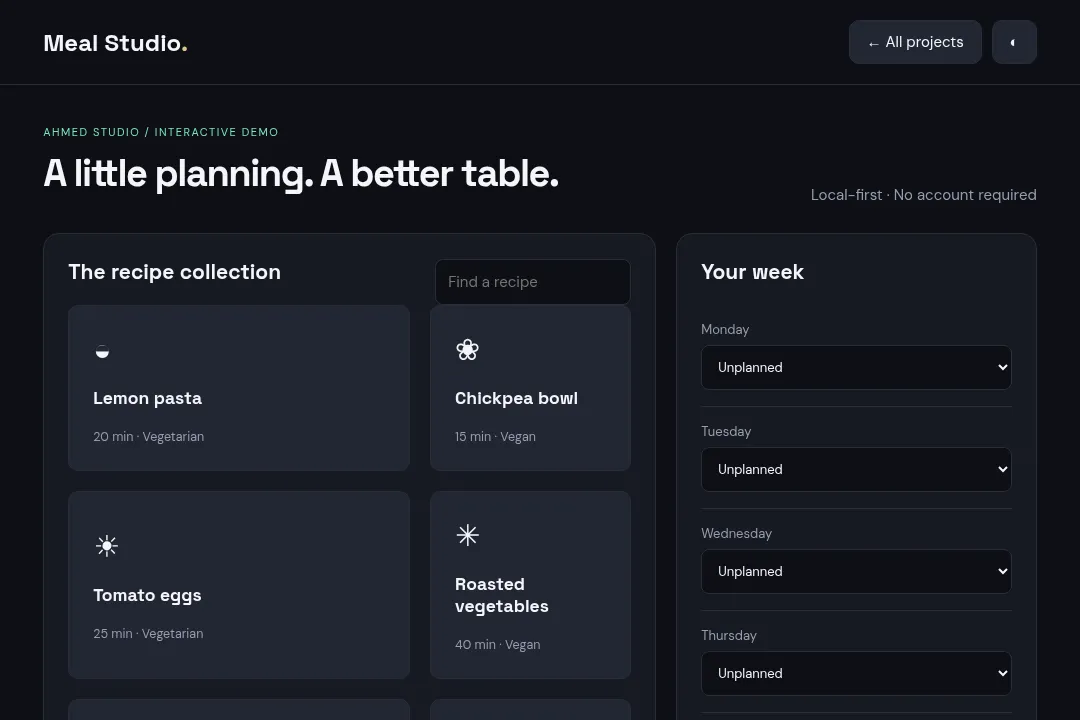 Meal Studio.
← All projects
AHMED STUDIO / INTERACTIVE DEMO
A little planning. A better table.
Local-first · No account required
The recipe collection
Find a recipe
Lemon pasta
20 min · Vegetarian
Chickpea bowl
15 min · Vegan
Tomato eggs
25 min · Vegetarian
Roasted
vegetables
40 min · Vegan
Your week
Monday
Unplanned
Tuesday
Unplanned
Wednesday
Unplanned
Thursday
Unplanned